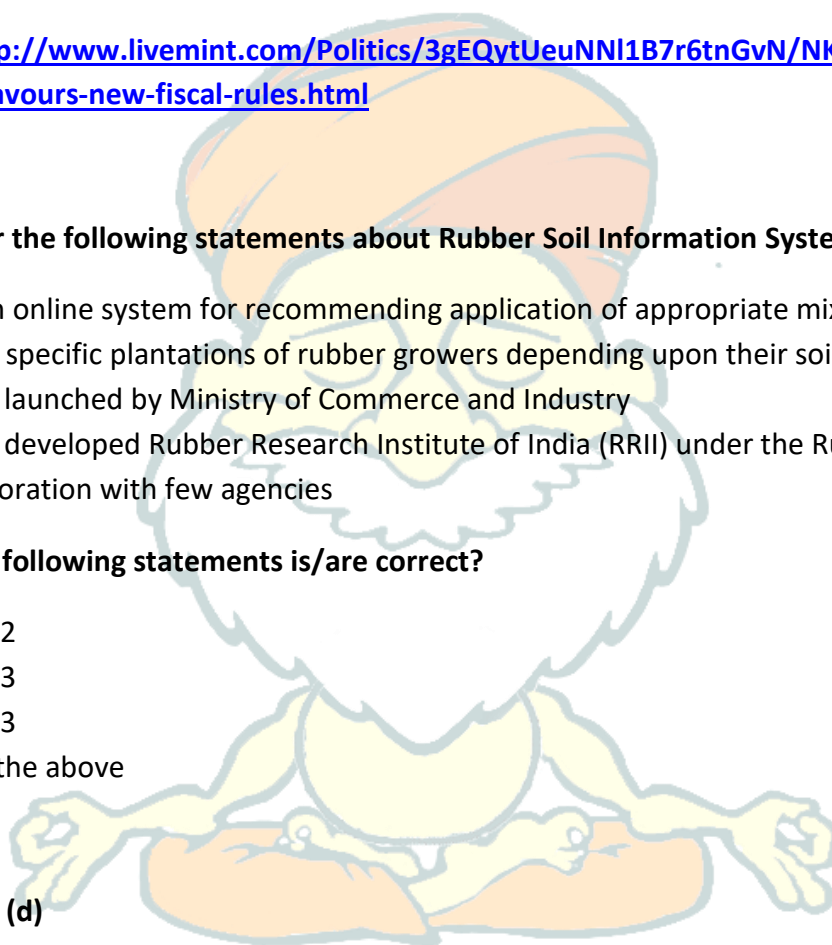 p://www.livemint.com/Politics/3gEQytUeuNNl1B7r6tnGvN/NK
avours-new-fiscal-rules.html
r the following statements about Rubber Soil Information Syste
n online system for recommending application of appropriate mix
specific plantations of rubber growers depending upon their soi
launched by Ministry of Commerce and Industry
developed Rubber Research Institute of India (RRII) under the Ru
oration with few agencies
following statements is/are correct?
2
3
3
the above
(d)